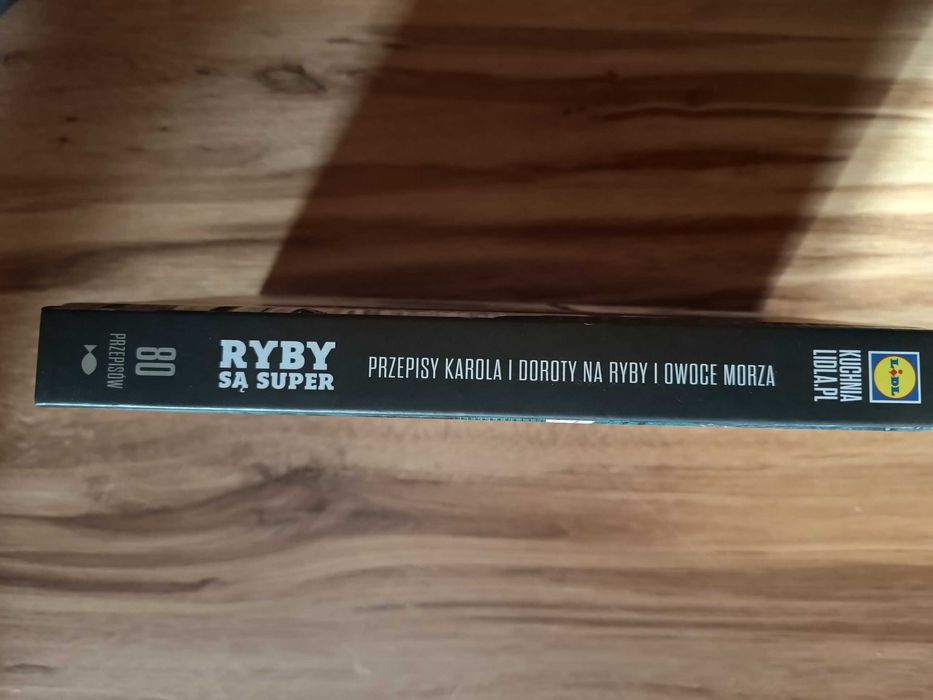 80
PRZEPISÓW
RYBY
SĄ SUPER
PRZEPISY KAROLA I DOROTY NA RYBY I OWOCE MORZA
KUCHNIA
LIDLA.PL
LIDL